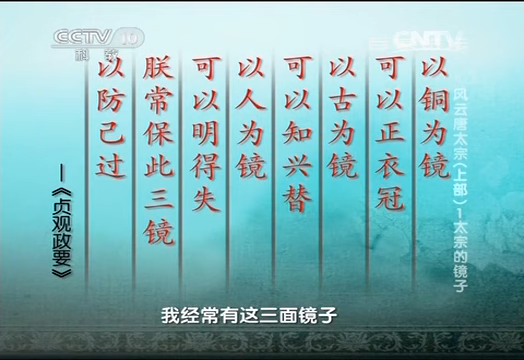 CCTV 10
科教
CNTV
风云唐太宗(上部)1太宗的镜子
以铜为镜
可以正衣冠
以古为镜
可以知兴替
以人为镜
可以明得失
朕常保此三镜
以防己过
—《贞观政要》
我经常有这三面镜子